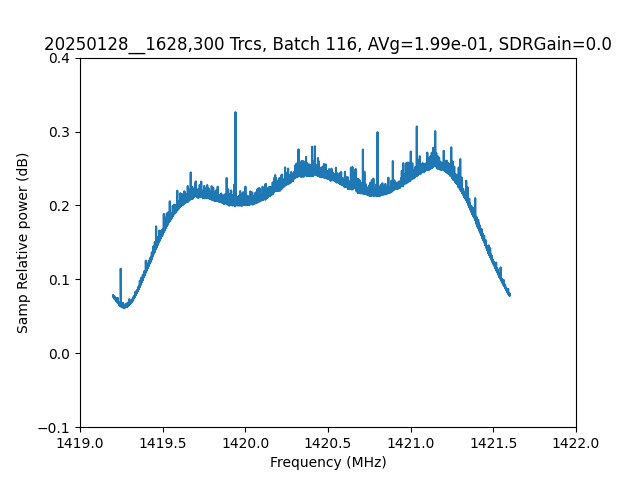 20250128__1628,300 Trcs, Batch 116, AVg=1.99e-01, SDRGain=0.0
0.4
0.3
0.2
0.1
0.0
−0.1
Samp Relative power (dB)
1419.0 1419.5 1420.0 1420.5 1421.0 1421.5 1422.0
Frequency (MHz)